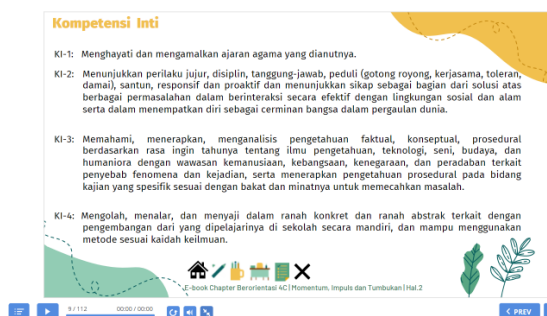 Kompetensi Inti
KI-1: Menghayati dan mengamalkan ajaran agama yang dianutnya.
KI-2: Menunjukkan perilaku jujur, disiplin, tanggung-jawab, peduli (gotong royong, kerjasama, toleran,
damai), santun, responsif dan proaktif dan menunjukkan sikap sebagai bagian dari solusi atas
berbagai permasalahan dalam berinteraksi secara efektif dengan lingkungan sosial dan alam
serta dalam menempatkan diri sebagai cerminan bangsa dalam pergaulan dunia.
KI-3: Memahami, menerapkan, menganalisis pengetahuan faktual, konseptual, prosedural
berdasarkan rasa ingin tahunya tentang ilmu pengetahuan, teknologi, seni, budaya, dan
humaniora dengan wawasan kemanusiaan, kebangsaan, kenegaraan, dan peradaban terkait
penyebab fenomena dan kejadian, serta menerapkan pengetahuan prosedural pada bidang
kajian yang spesifik sesuai dengan bakat dan minatnya untuk memecahkan masalah.
KI-4: Mengolah, menalar, dan menyaji dalam ranah konkret dan ranah abstrak terkait dengan
pengembangan dari yang dipelajarinya di sekolah secara mandiri, dan mampu menggunakan
metode sesuai kaidah keilmuan.
E-book Chapter Berorientasi 4C | Momentum, Impuls dan Tumbukan | Hal.2
9 / 112 00:00 / 00:00 < PREV